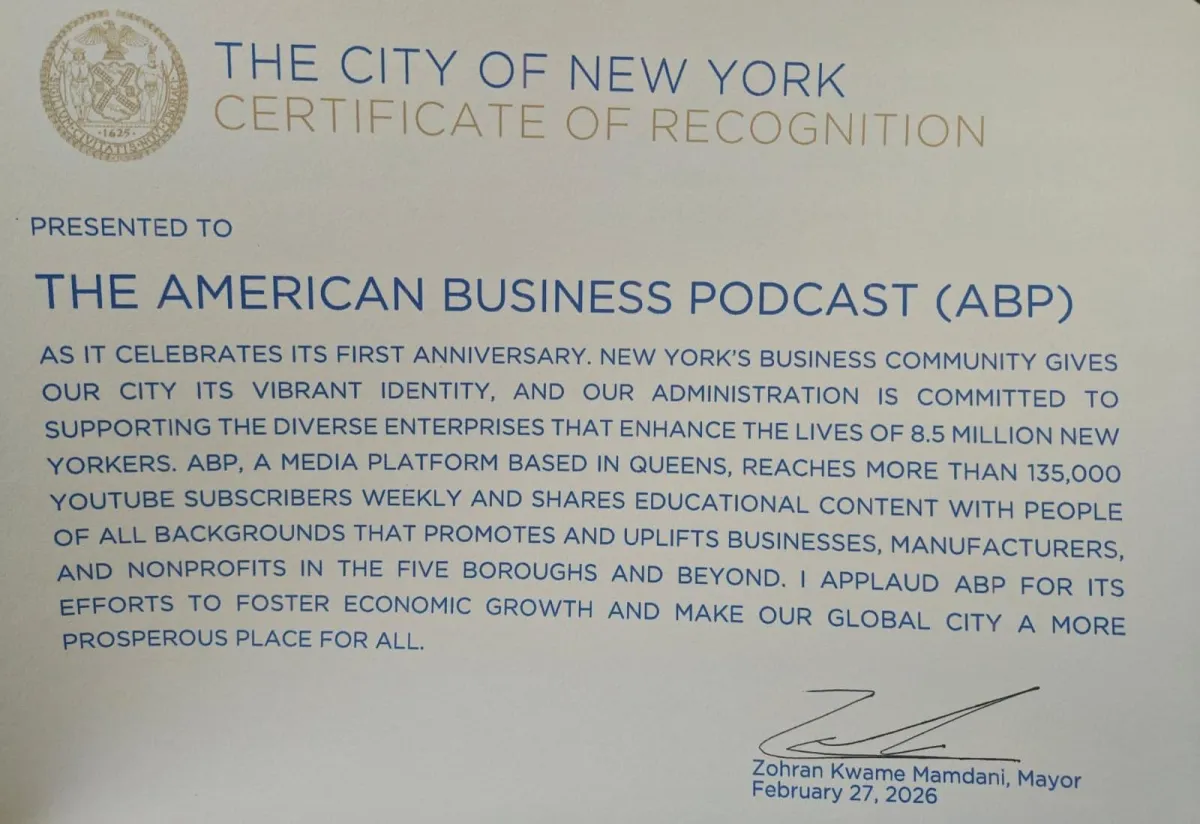 THE CITY OF NEW YORK
CERTIFICATE OF RECOGNITION
SIGILLVM CIVITATIS NOVI EBORACI
1625
PRESENTED TO
THE AMERICAN BUSINESS PODCAST (ABP)
AS IT CELEBRATES ITS FIRST ANNIVERSARY. NEW YORK'S BUSINESS COMMUNITY GIVES
OUR CITY ITS VIBRANT IDENTITY, AND OUR ADMINISTRATION IS COMMITTED TO
SUPPORTING THE DIVERSE ENTERPRISES THAT ENHANCE THE LIVES OF 8.5 MILLION NEW
YORKERS. ABP, A MEDIA PLATFORM BASED IN QUEENS, REACHES MORE THAN 135,000
YOUTUBE SUBSCRIBERS WEEKLY AND SHARES EDUCATIONAL CONTENT WITH PEOPLE
OF ALL BACKGROUNDS THAT PROMOTES AND UPLIFTS BUSINESSES, MANUFACTURERS,
AND NONPROFITS IN THE FIVE BOROUGHS AND BEYOND. I APPLAUD ABP FOR ITS
EFFORTS TO FOSTER ECONOMIC GROWTH AND MAKE OUR GLOBAL CITY A MORE
PROSPEROUS PLACE FOR ALL.
Zohran Kwame Mamdani, Mayor
February 27, 2026